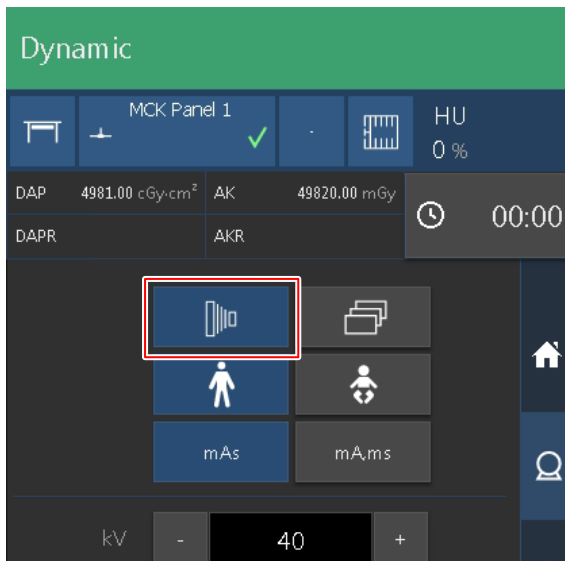 Dynamic
MCK Panel 1
HU
0 %
DAP 4981.00 cGy·cm² AK 49820.00 mGy
00:00
DAPR AKR
mAs mA,ms
kV - 40 +